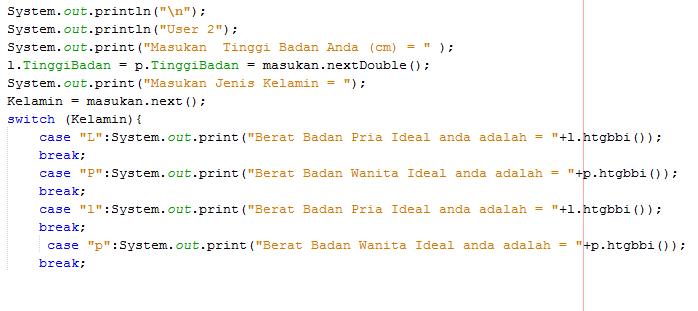 System.out.println("\n");
System.out.println("User 2");
System.out.print("Masukan  Tinggi Badan Anda (cm) = " );
l.TinggiBadan = p.TinggiBadan = masukan.nextDouble();
System.out.print("Masukan Jenis Kelamin = ");
Kelamin = masukan.next();
switch (Kelamin){
    case "L":System.out.print("Berat Badan Pria Ideal anda adalah = "+l.htgbbi());
    break;
    case "P":System.out.print("Berat Badan Wanita Ideal anda adalah = "+p.htgbbi());
    break;
    case "l":System.out.print("Berat Badan Pria Ideal anda adalah = "+l.htgbbi());
    break;
     case "p":System.out.print("Berat Badan Wanita Ideal anda adalah = "+p.htgbbi());
    break;